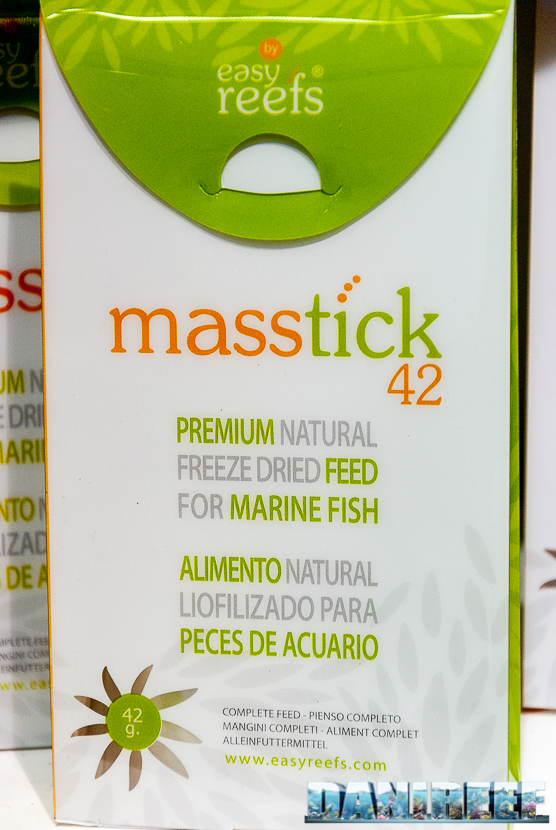 by
easy
reefs®
masstick
42
PREMIUM NATURAL
FREEZE DRIED FEED
FOR MARINE FISH
ALIMENTO NATURAL
LIOFILIZADO PARA
PECES DE ACUARIO
42
g.
COMPLETE FEED - PIENSO COMPLETO
MANGINI COMPLETI - ALIMENT COMPLET
ALLEINFUTTERMITTEL
www.easyreefs.com
DANIREEF